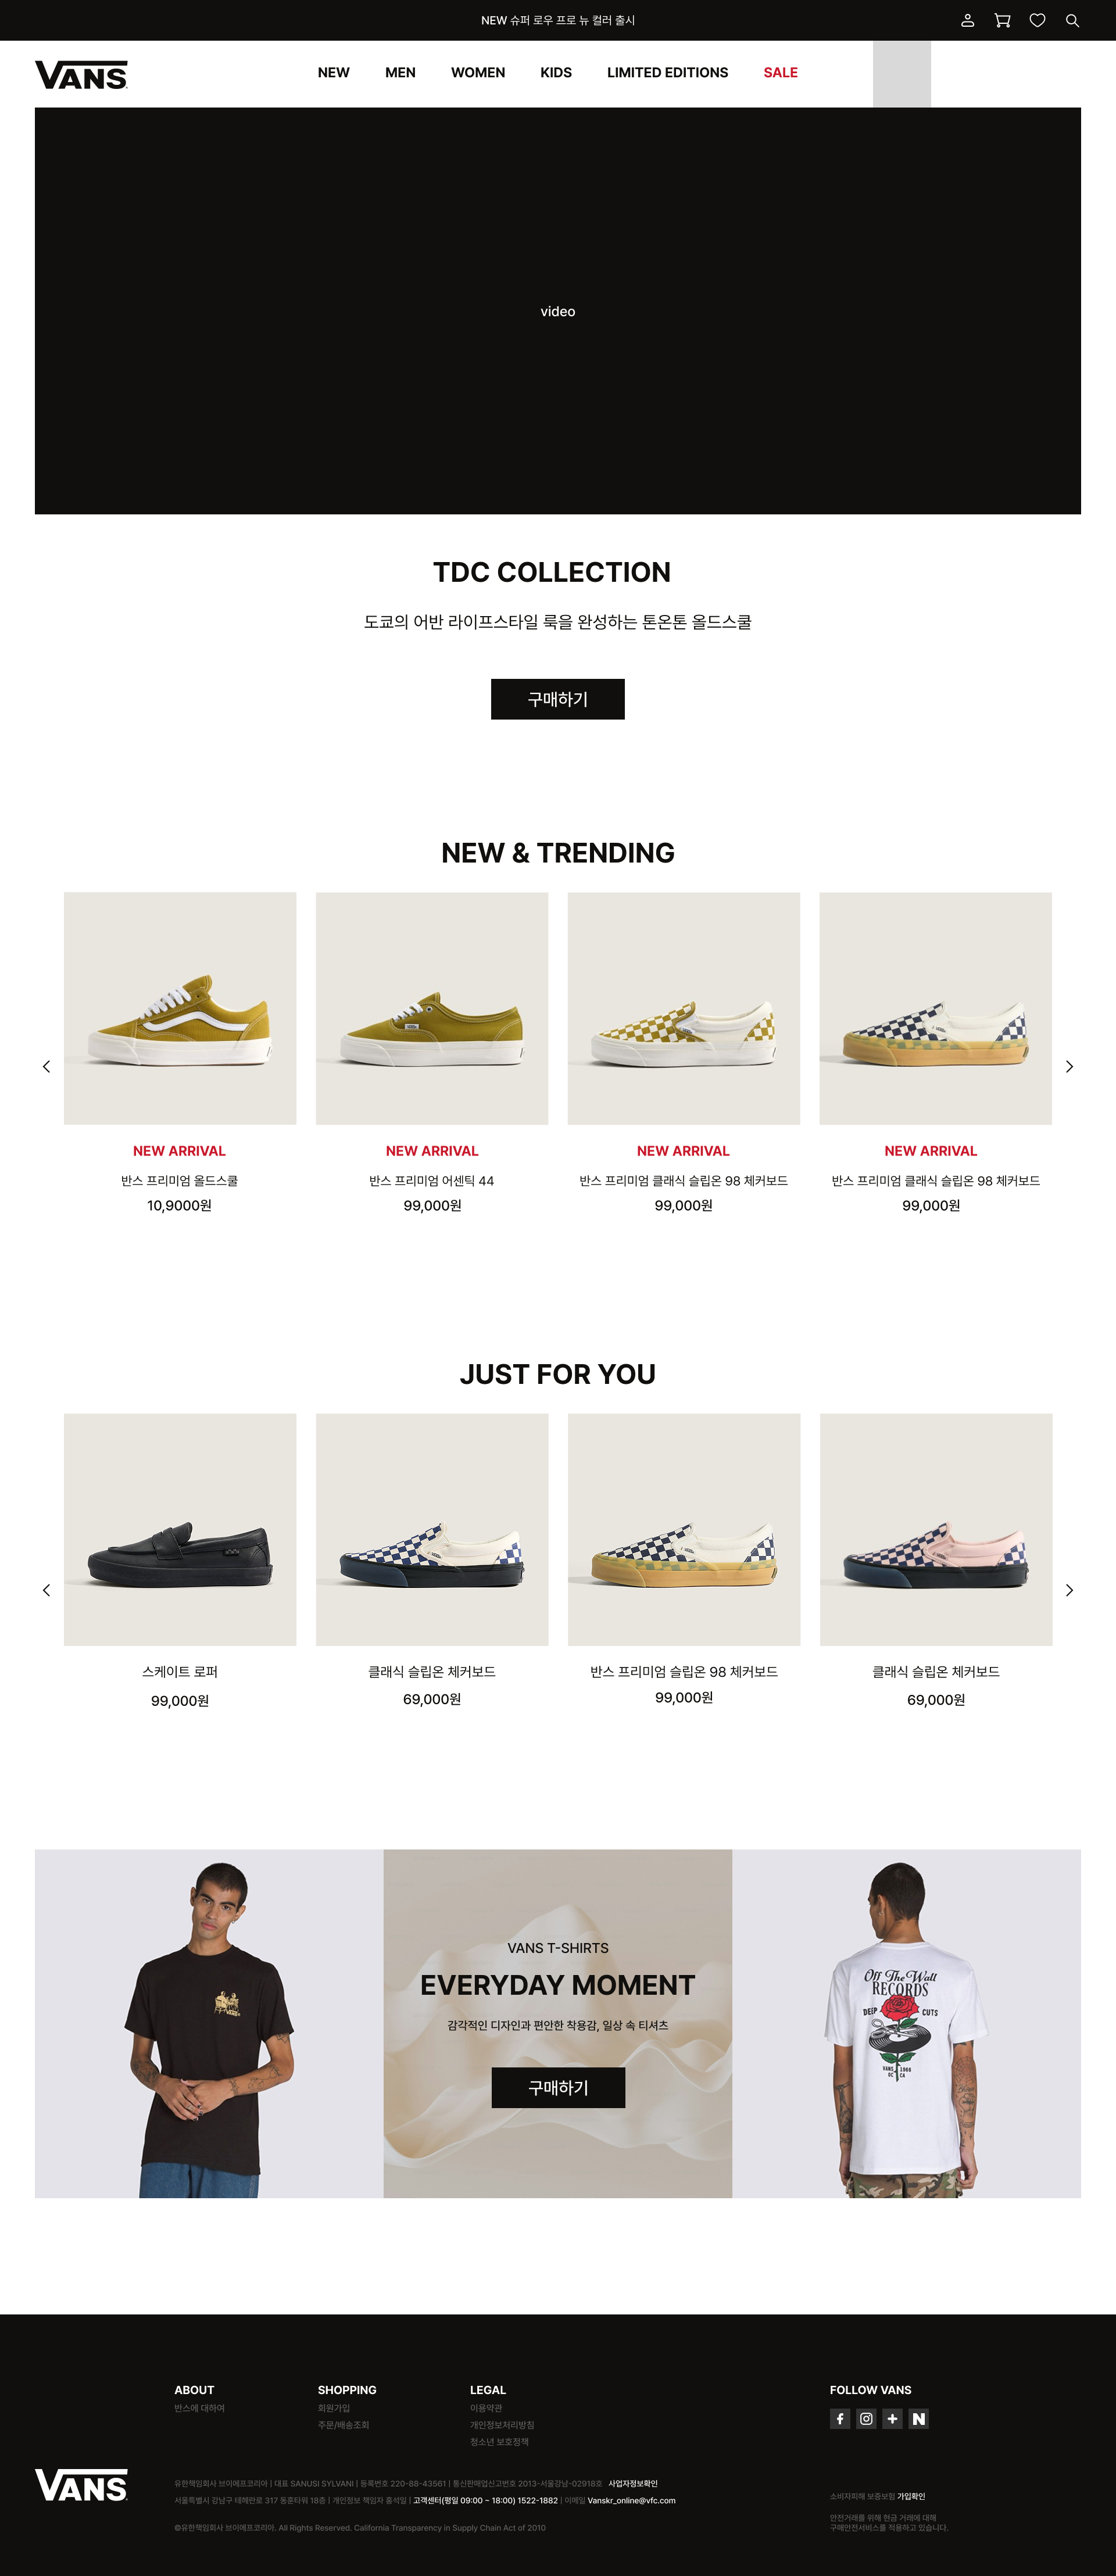 NEW 슈퍼 로우 프로 뉴 컬러 출시
VANS
NEW MEN WOMEN KIDS LIMITED EDITIONS SALE
video
TDC COLLECTION
도쿄의 어반 라이프스타일 룩을 완성하는 톤온톤 올드스쿨
구매하기
NEW & TRENDING
NEW ARRIVAL
반스 프리미엄 올드스쿨
10,9000원
NEW ARRIVAL
반스 프리미엄 어센틱 44
99,000원
NEW ARRIVAL
반스 프리미엄 클래식 슬립온 98 체커보드
99,000원
NEW ARRIVAL
반스 프리미엄 클래식 슬립온 98 체커보드
99,000원
JUST FOR YOU
스케이트 로퍼
99,000원
클래식 슬립온 체커보드
69,000원
반스 프리미엄 슬립온 98 체커보드
99,000원
클래식 슬립온 체커보드
69,000원
VANS T-SHIRTS
EVERYDAY MOMENT
감각적인 디자인과 편안한 착용감, 일상 속 티셔츠
구매하기
Off The Wall
RECORDS
DEEP CUTS
VANS 1966
OC CA
ABOUT
반스에 대하여
SHOPPING
회원가입
주문/배송조회
LEGAL
이용약관
개인정보처리방침
청소년 보호정책
FOLLOW VANS
VANS
유한책임회사 브이에프코리아 | 대표 SANUSI SYLVANI | 등록번호 220-88-43561 | 통신판매업신고번호 2013-서울강남-02918호 사업자정보확인
서울특별시 강남구 테헤란로 317 동훈타워 18층 | 개인정보 책임자 홍석일 | 고객센터(평일 09:00 ~ 18:00) 1522-1882 | 이메일 Vanskr_online@vfc.com
©유한책임회사 브이에프코리아. All Rights Reserved. California Transparency in Supply Chain Act of 2010
소비자피해 보증보험 가입확인
안전거래를 위해 현금 거래에 대해
구매안전서비스를 적용하고 있습니다.